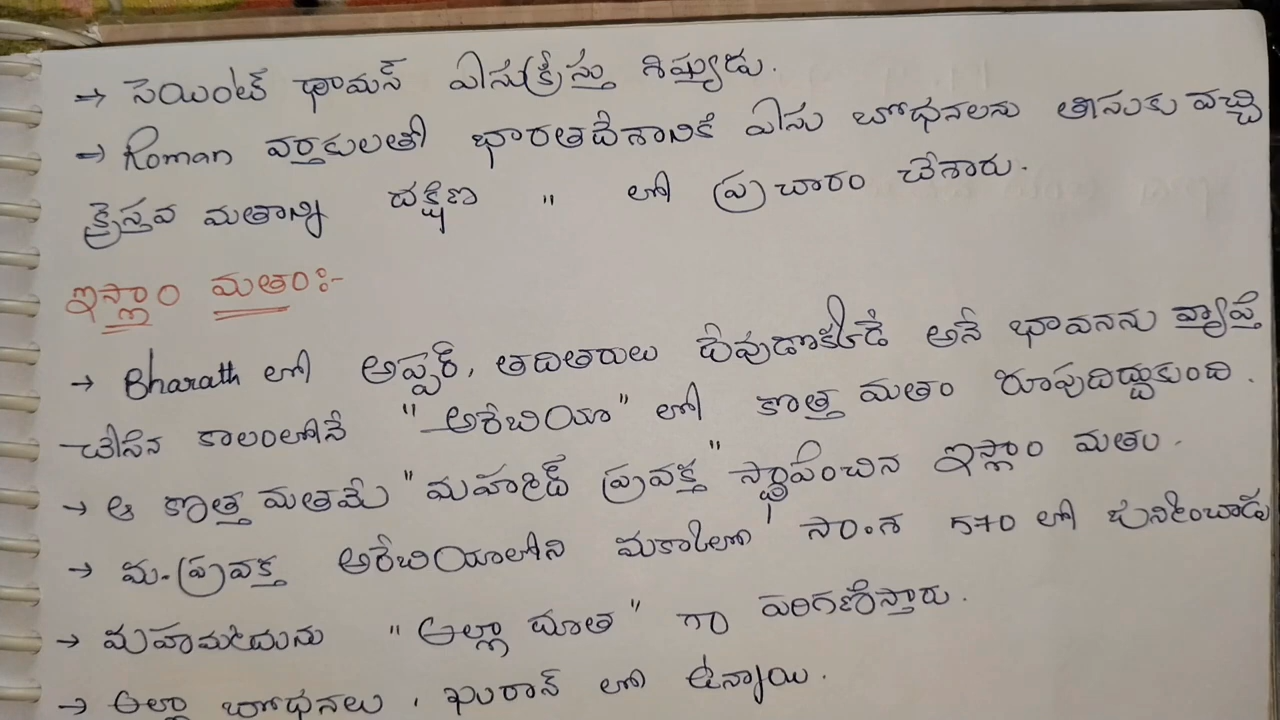 → సెయింట్ థామస్ ఏసుక్రీస్తు శిష్యుడు.
→ Roman వర్తకులతో భారతదేశానికి ఏసు బోధనలను తీసుకు వచ్చి
క్రైస్తవ మతాన్ని దక్షిణ " లో ప్రచారం చేశారు.
ఇస్లాం మతం:-
→ Bharath లో అప్పర్, తదితరులు దేవుడొక్కడే అనే భావనను వ్యాప్తి
చేసిన కాలంలోనే "అరేబియా" లో కొత్త మతం రూపుదిద్దుకుంది.
→ ఆ కొత్త మతమే "మహమ్మద్ ప్రవక్త" స్థాపించిన ఇస్లాం మతం.
→ మ.ప్రవక్త అరేబియాలోని మక్కాలో సా.శ 570 లో జన్మించాడు
→ మహమ్మదును "అల్లా దూత" గా పరిగణిస్తారు.
→ అల్లా బోధనలు, ఖురాన్ లో ఉన్నాయి.